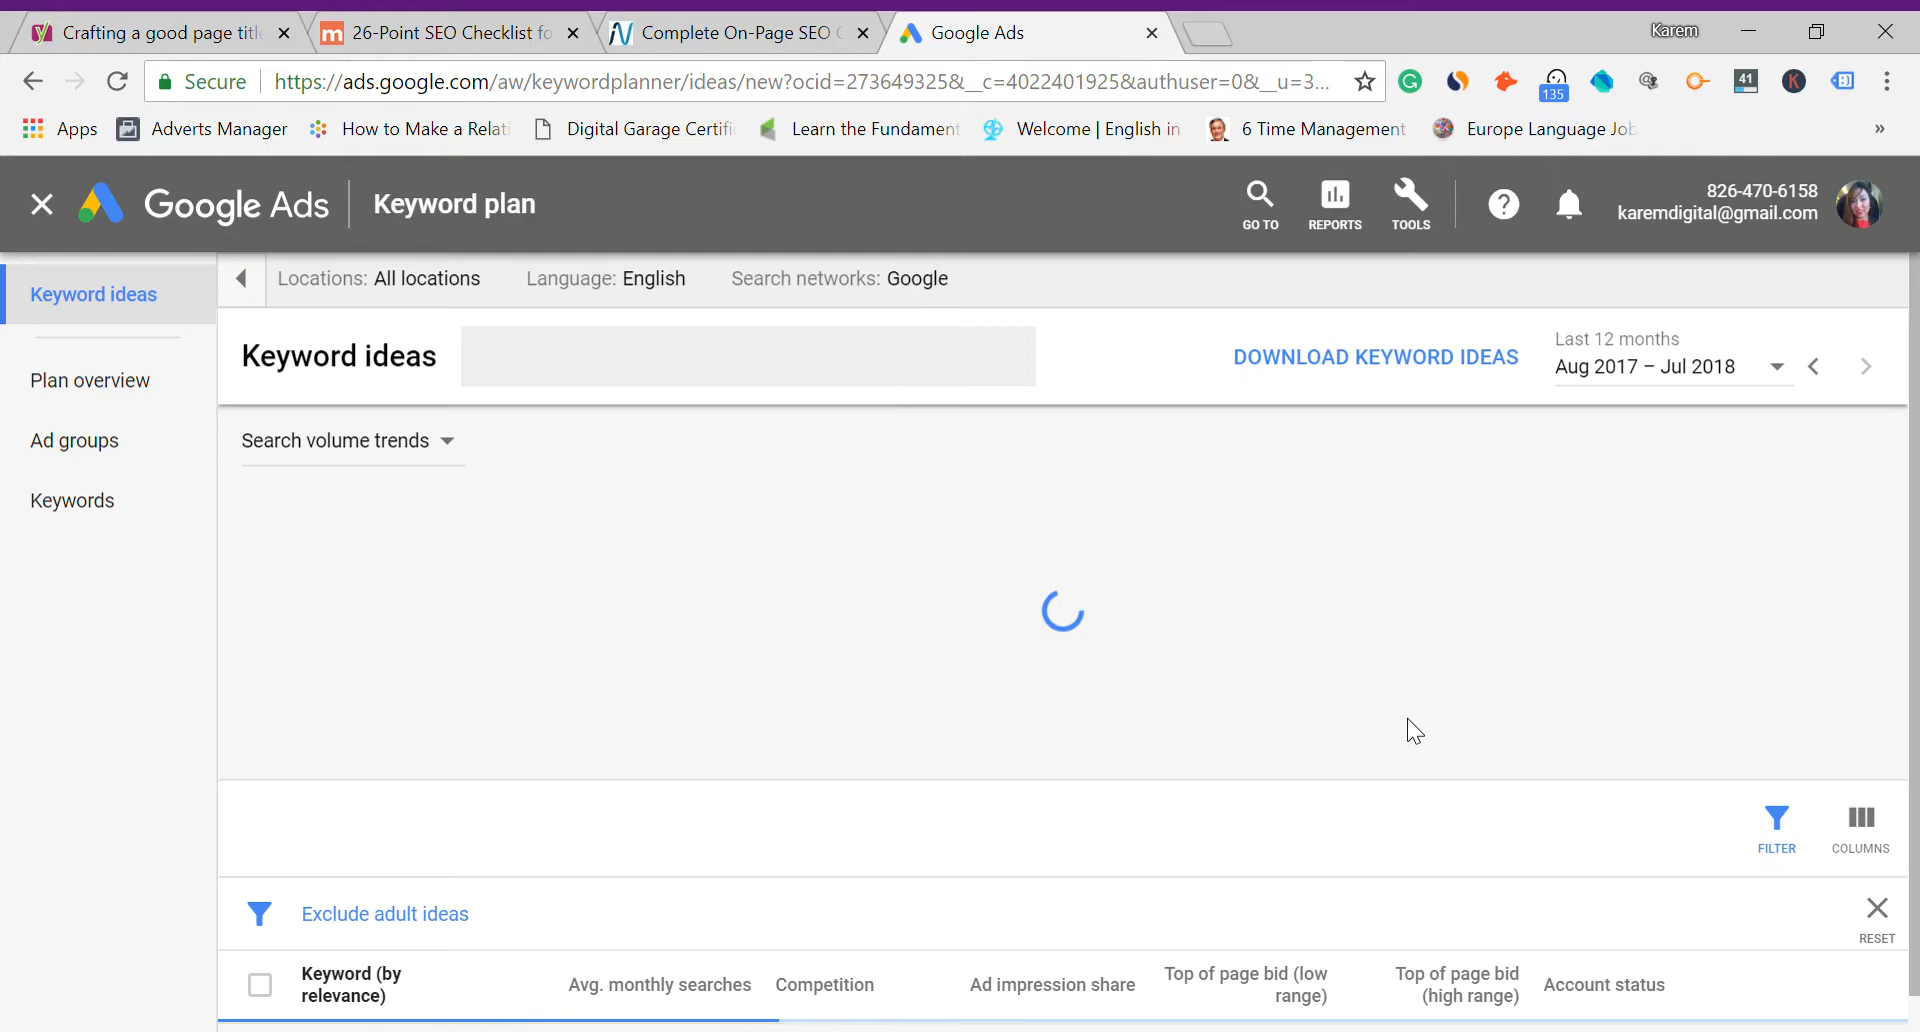 Crafting a good page title
26-Point SEO Checklist fo
Complete On-Page SEO C
Google Ads
Karem
Secure
https://ads.google.com/aw/keywordplanner/ideas/new?ocid=273649325&__c=4022401925&authuser=0&__u=3...
135
41
K
Apps
Adverts Manager
How to Make a Relati
Digital Garage Certifi
Learn the Fundament
Welcome | English in
6 Time Management
Europe Language Job
»
Google Ads
Keyword plan
GO TO
REPORTS
TOOLS
826-470-6158
karemdigital@gmail.com
Keyword ideas
Plan overview
Ad groups
Keywords
Locations: All locations
Language: English
Search networks: Google
Keyword ideas
DOWNLOAD KEYWORD IDEAS
Last 12 months
Aug 2017 – Jul 2018
Search volume trends
FILTER
COLUMNS
Exclude adult ideas
RESET
Keyword (by
relevance)
Avg. monthly searches
Competition
Ad impression share
Top of page bid (low
range)
Top of page bid
(high range)
Account status